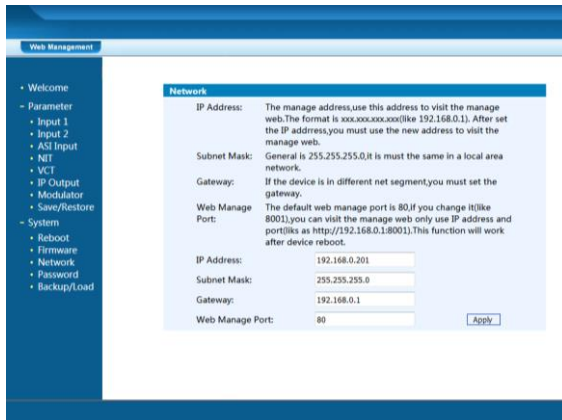 Web Management
• Welcome
– Parameter
• Input 1
• Input 2
• ASI Input
• NIT
• VCT
• IP Output
• Modulator
• Save/Restore
– System
• Reboot
• Firmware
• Network
• Password
• Backup/Load
Network
IP Address: The manage address,use this address to visit the manage
web.The format is xxx.xxx.xxx.xxx(like 192.168.0.1). After set
the IP addrress,you must use the new address to visit the
manage web.
Subnet Mask: General is 255.255.255.0,it is must the same in a local area
network.
Gateway: If the device is in different net segment,you must set the
gateway.
Web Manage Port: The default web manage port is 80,if you change it(like
8001),you can visit the manage web only use IP address and
port(liks as http://192.168.0.1:8001).This function will work
after device reboot.
IP Address: 192.168.0.201
Subnet Mask: 255.255.255.0
Gateway: 192.168.0.1
Web Manage Port: 80 Apply